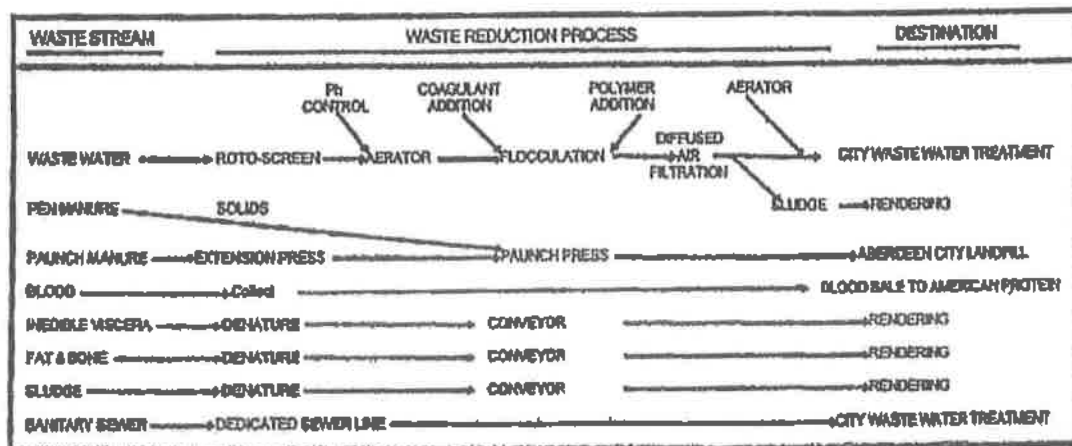 WASTE STREAM WASTE REDUCTION PROCESS DESTINATION
Ph CONTROL
COAGULANT ADDITION
POLYMER ADDITION
AERATOR
WASTE WATER ROTO-SCREEN AERATOR FLOCCULATION DIFFUSED AIR FILTRATION CITY WASTE WATER TREATMENT
SLUDGE RENDERING
PEN MANURE SOLIDS
PAUNCH MANURE EXTENSION PRESS PAUNCH PRESS ABERDEEN CITY LANDFILL
BLOOD Collect BLOOD SALE TO AMERICAN PROTEIN
INEDIBLE VISCERA DENATURE CONVEYOR RENDERING
FAT & BONE DENATURE CONVEYOR RENDERING
SLUDGE DENATURE CONVEYOR RENDERING
SANITARY SEWER DEDICATED SEWER LINE CITY WASTE WATER TREATMENT